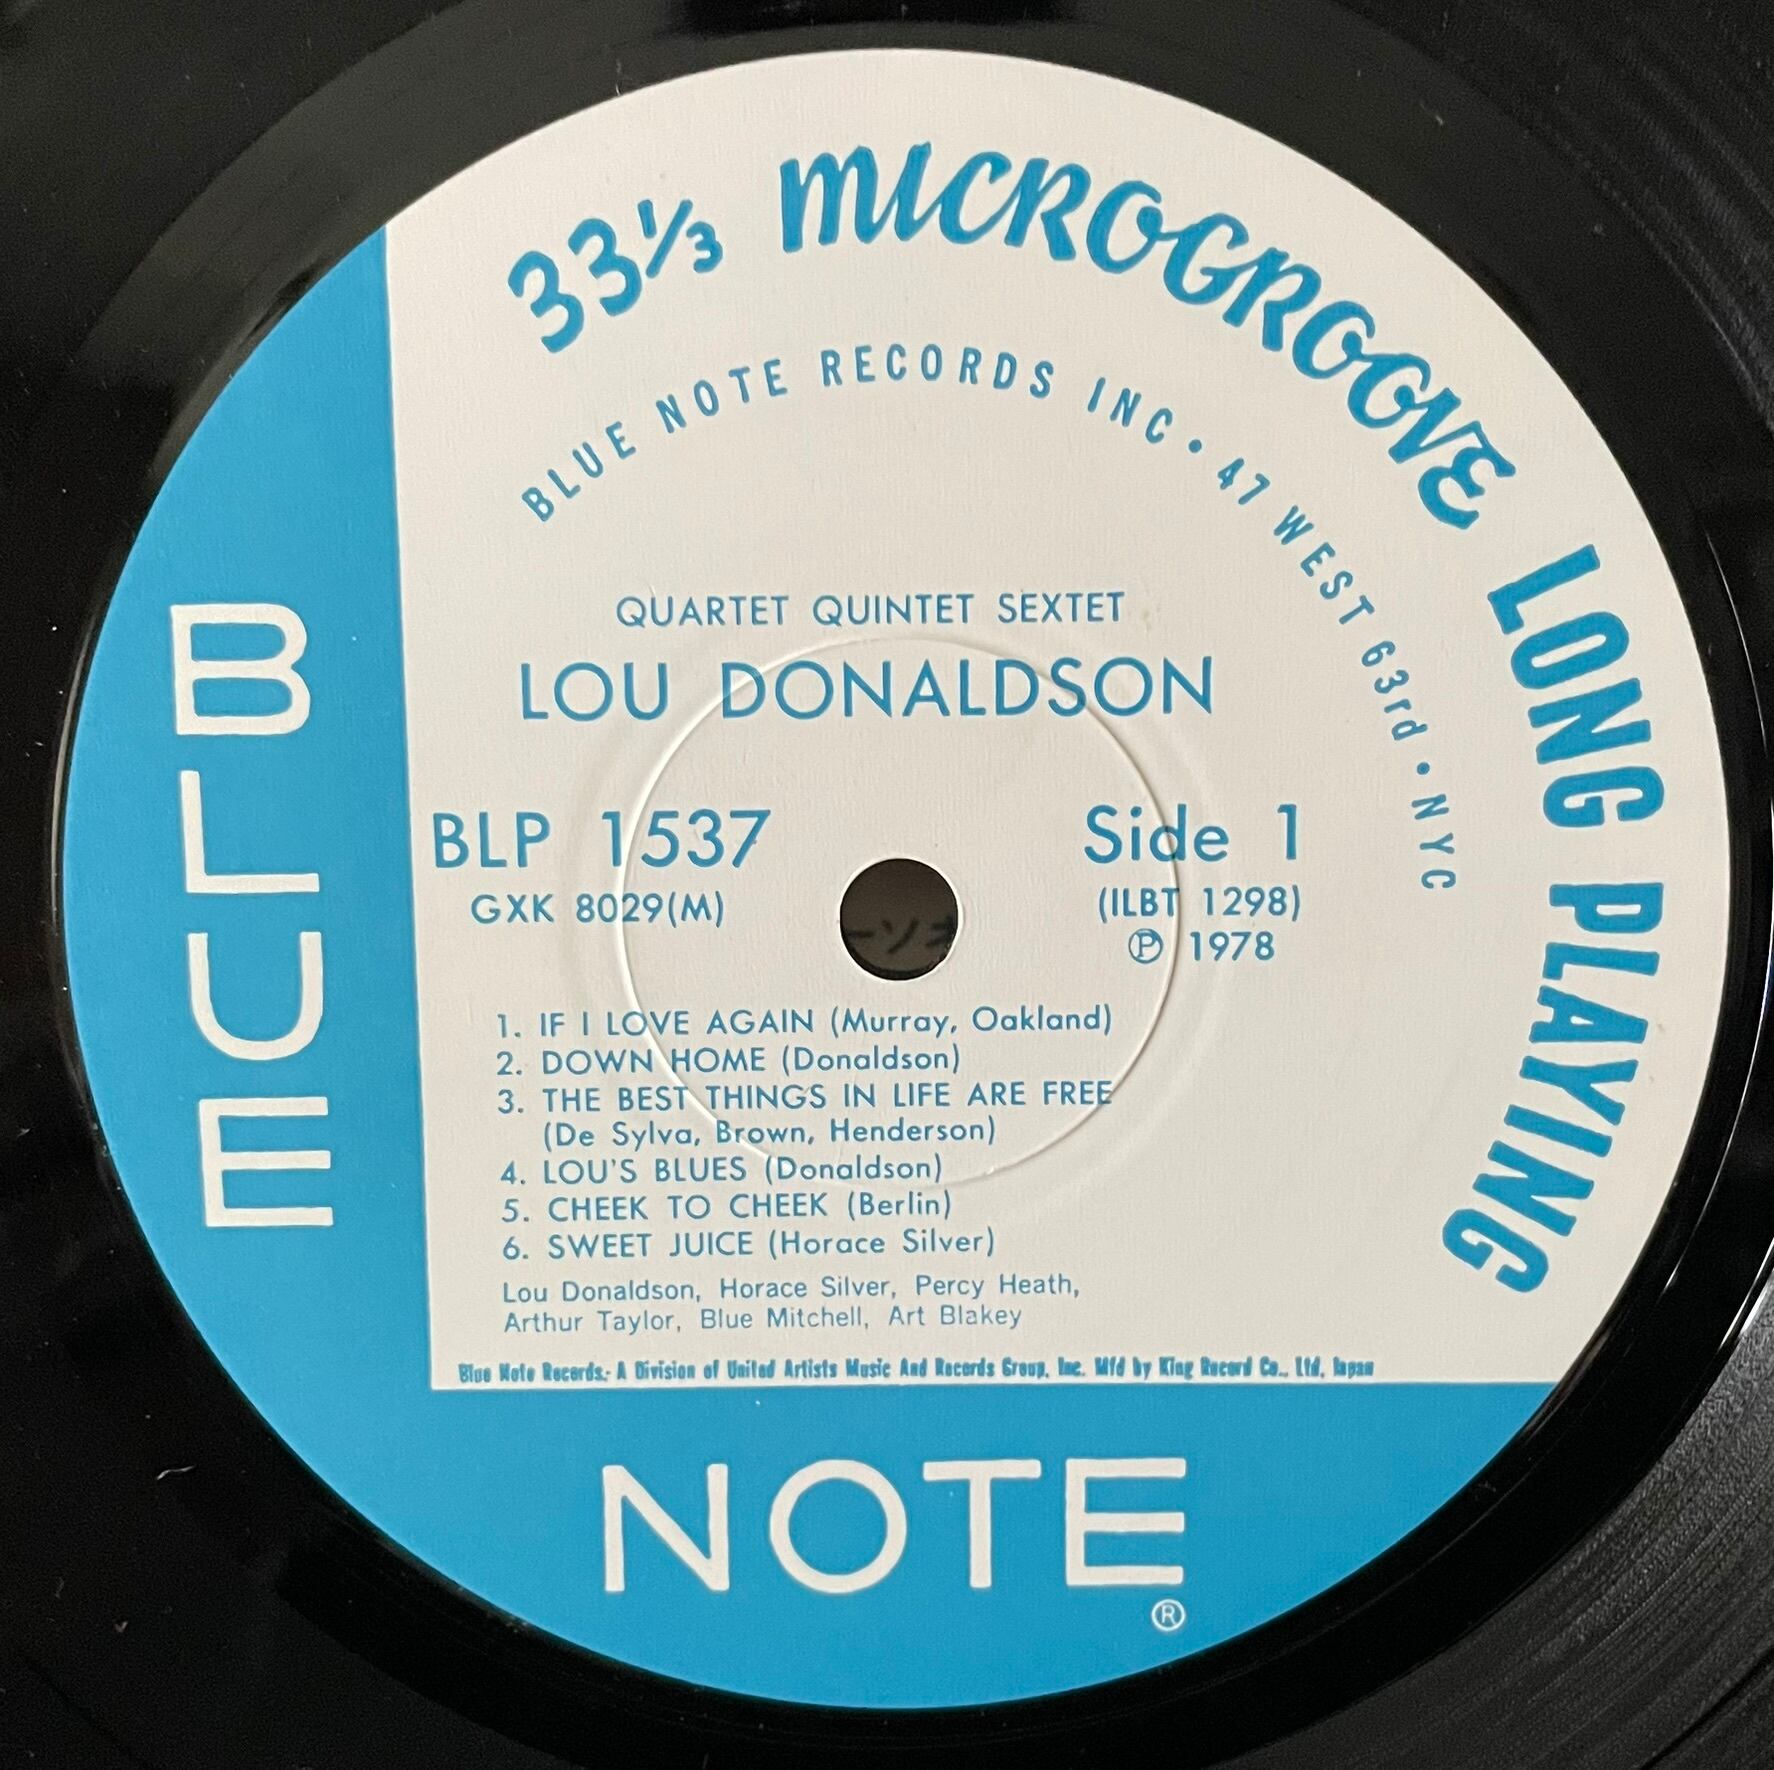 33⅓ MICROGROOVE LONG PLAYING
BLUE NOTE RECORDS INC • 47 WEST 63rd • NYC
QUARTET QUINTET SEXTET
LOU DONALDSON
BLP 1537
Side 1
GXK 8029(M)
(ILBT 1298)
Ⓟ 1978
ーソ
1. IF I LOVE AGAIN (Murray, Oakland)
2. DOWN HOME (Donaldson)
3. THE BEST THINGS IN LIFE ARE FREE
(De Sylva, Brown, Henderson)
4. LOU'S BLUES (Donaldson)
5. CHEEK TO CHEEK (Berlin)
6. SWEET JUICE (Horace Silver)
Lou Donaldson, Horace Silver, Percy Heath,
Arthur Taylor, Blue Mitchell, Art Blakey
Blue Note Records,- A Division of United Artists Music And Records Group, Inc. Mfd by King Record Co., Ltd, Japan
BLUE
NOTE
®